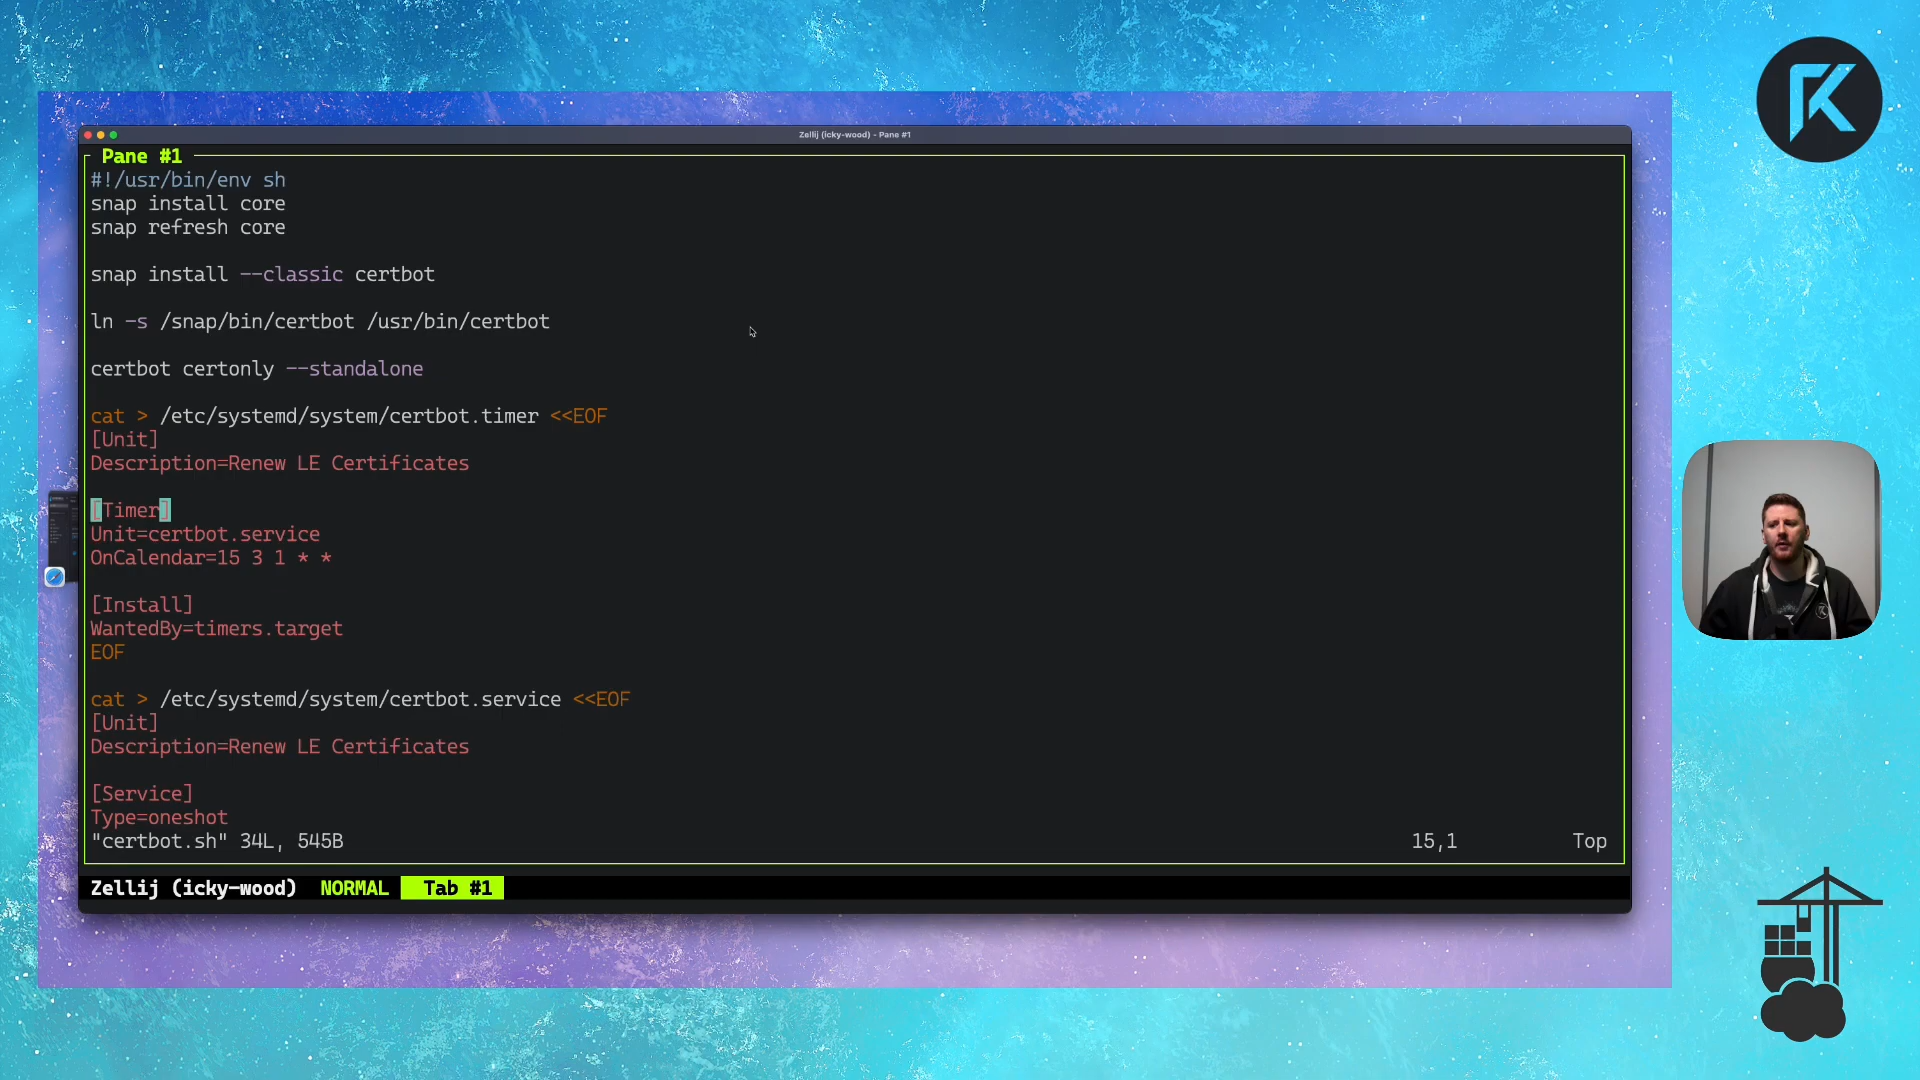 Zellij (icky-wood) - Pane #1
Pane #1
#!/usr/bin/env sh
snap install core
snap refresh core
snap install --classic certbot
ln -s /snap/bin/certbot /usr/bin/certbot
certbot certonly --standalone
cat > /etc/systemd/system/certbot.timer <<EOF
[Unit]
Description=Renew LE Certificates
[Timer]
Unit=certbot.service
OnCalendar=15 3 1 * *
[Install]
WantedBy=timers.target
EOF
cat > /etc/systemd/system/certbot.service <<EOF
[Unit]
Description=Renew LE Certificates
[Service]
Type=oneshot
"certbot.sh" 34L, 545B 15,1 Top
Zellij (icky-wood) NORMAL Tab #1